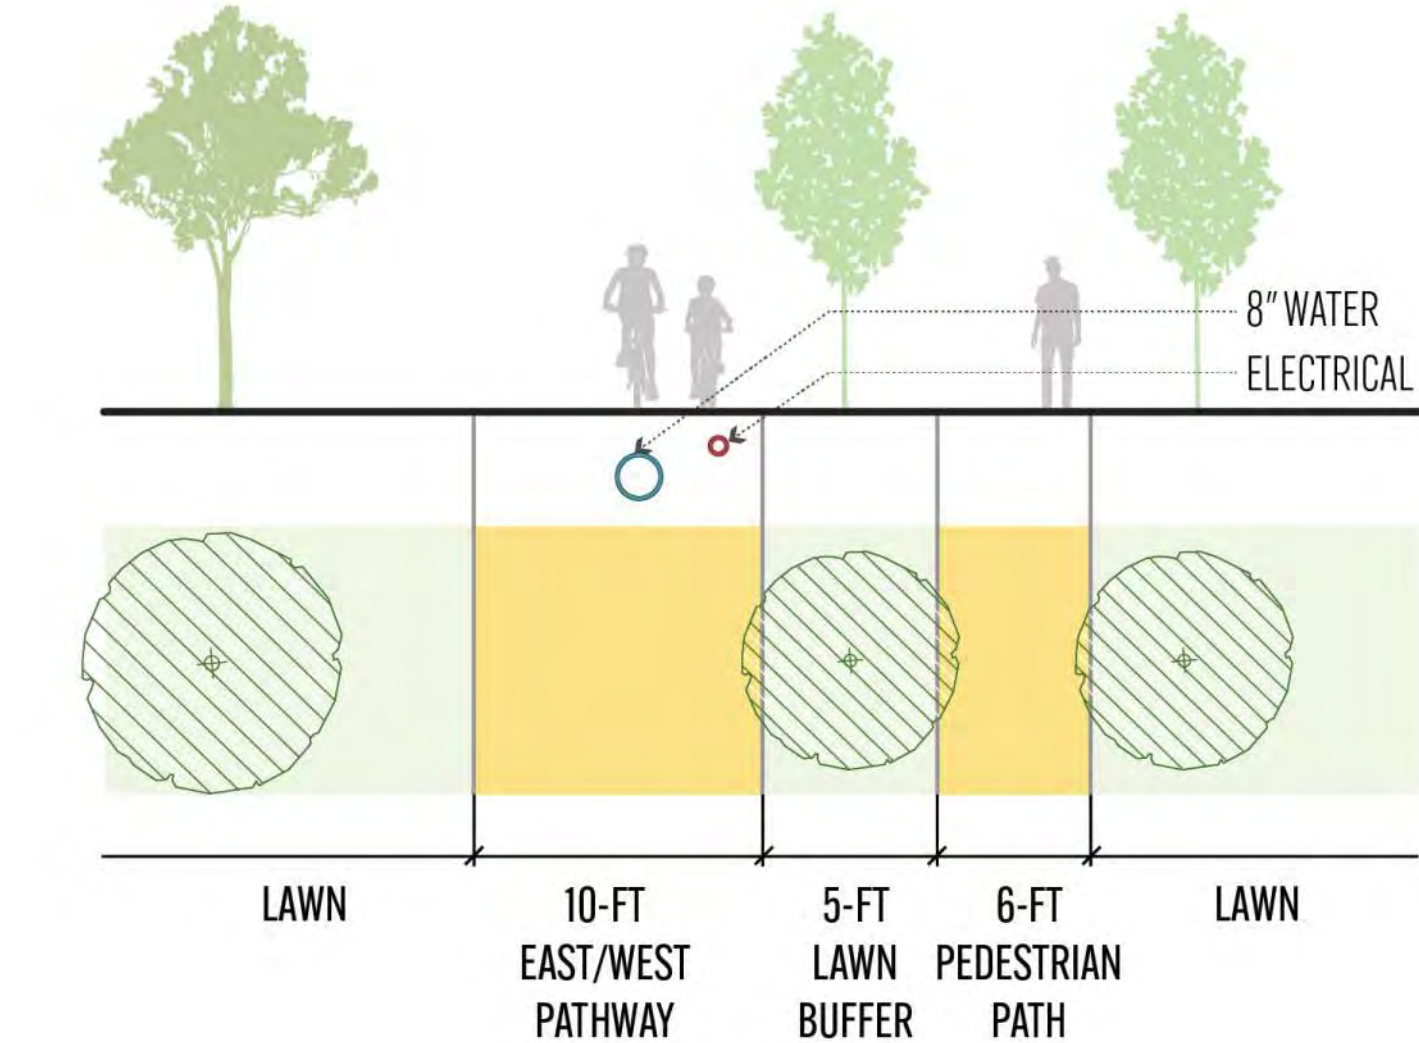 8" WATER
ELECTRICAL
LAWN
10-FT
EAST/WEST
PATHWAY
5-FT
LAWN
BUFFER
6-FT
PEDESTRIAN
PATH
LAWN